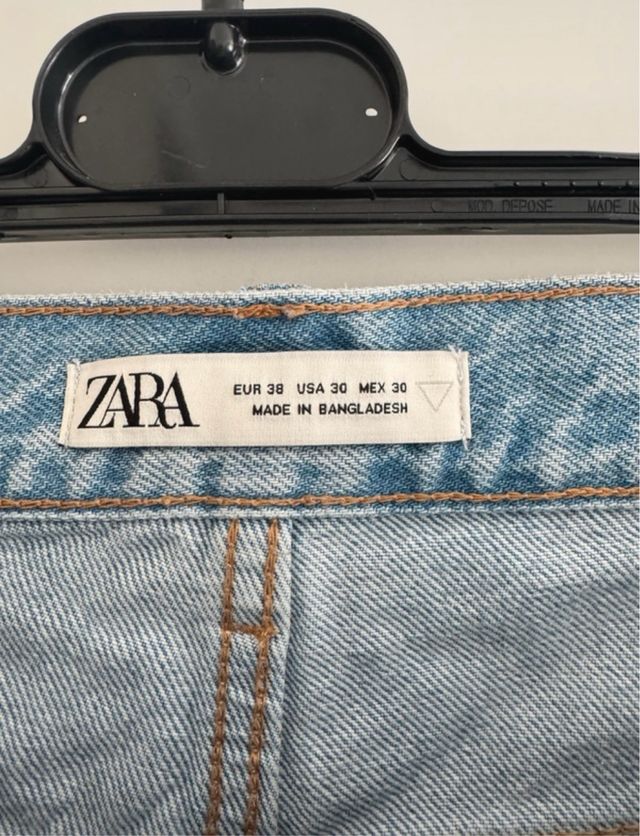 MOD. DEPOSE MADE IN
ZARA
EUR 38 USA 30 MEX 30
MADE IN BANGLADESH